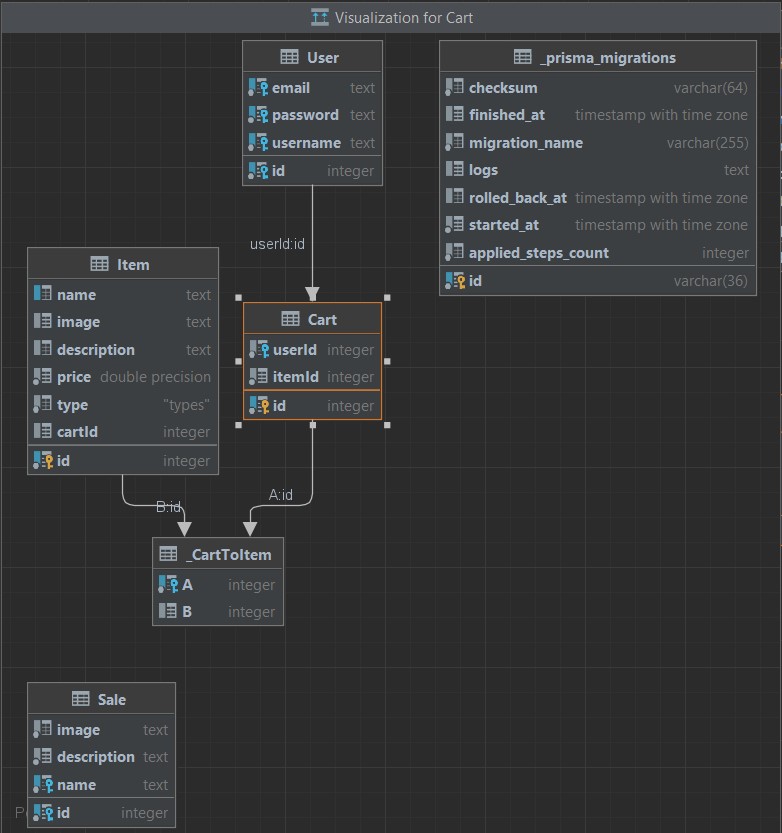 Visualization for Cart
User
email text
password text
username text
id integer
_prisma_migrations
checksum varchar(64)
finished_at timestamp with time zone
migration_name varchar(255)
logs text
rolled_back_at timestamp with time zone
started_at timestamp with time zone
applied_steps_count integer
id varchar(36)
userId:id
Item
name text
image text
description text
price double precision
type "types"
cartId integer
id integer
Cart
userId integer
itemId integer
id integer
B:id
A:id
_CartToItem
A integer
B integer
Sale
image text
description text
name text
id integer